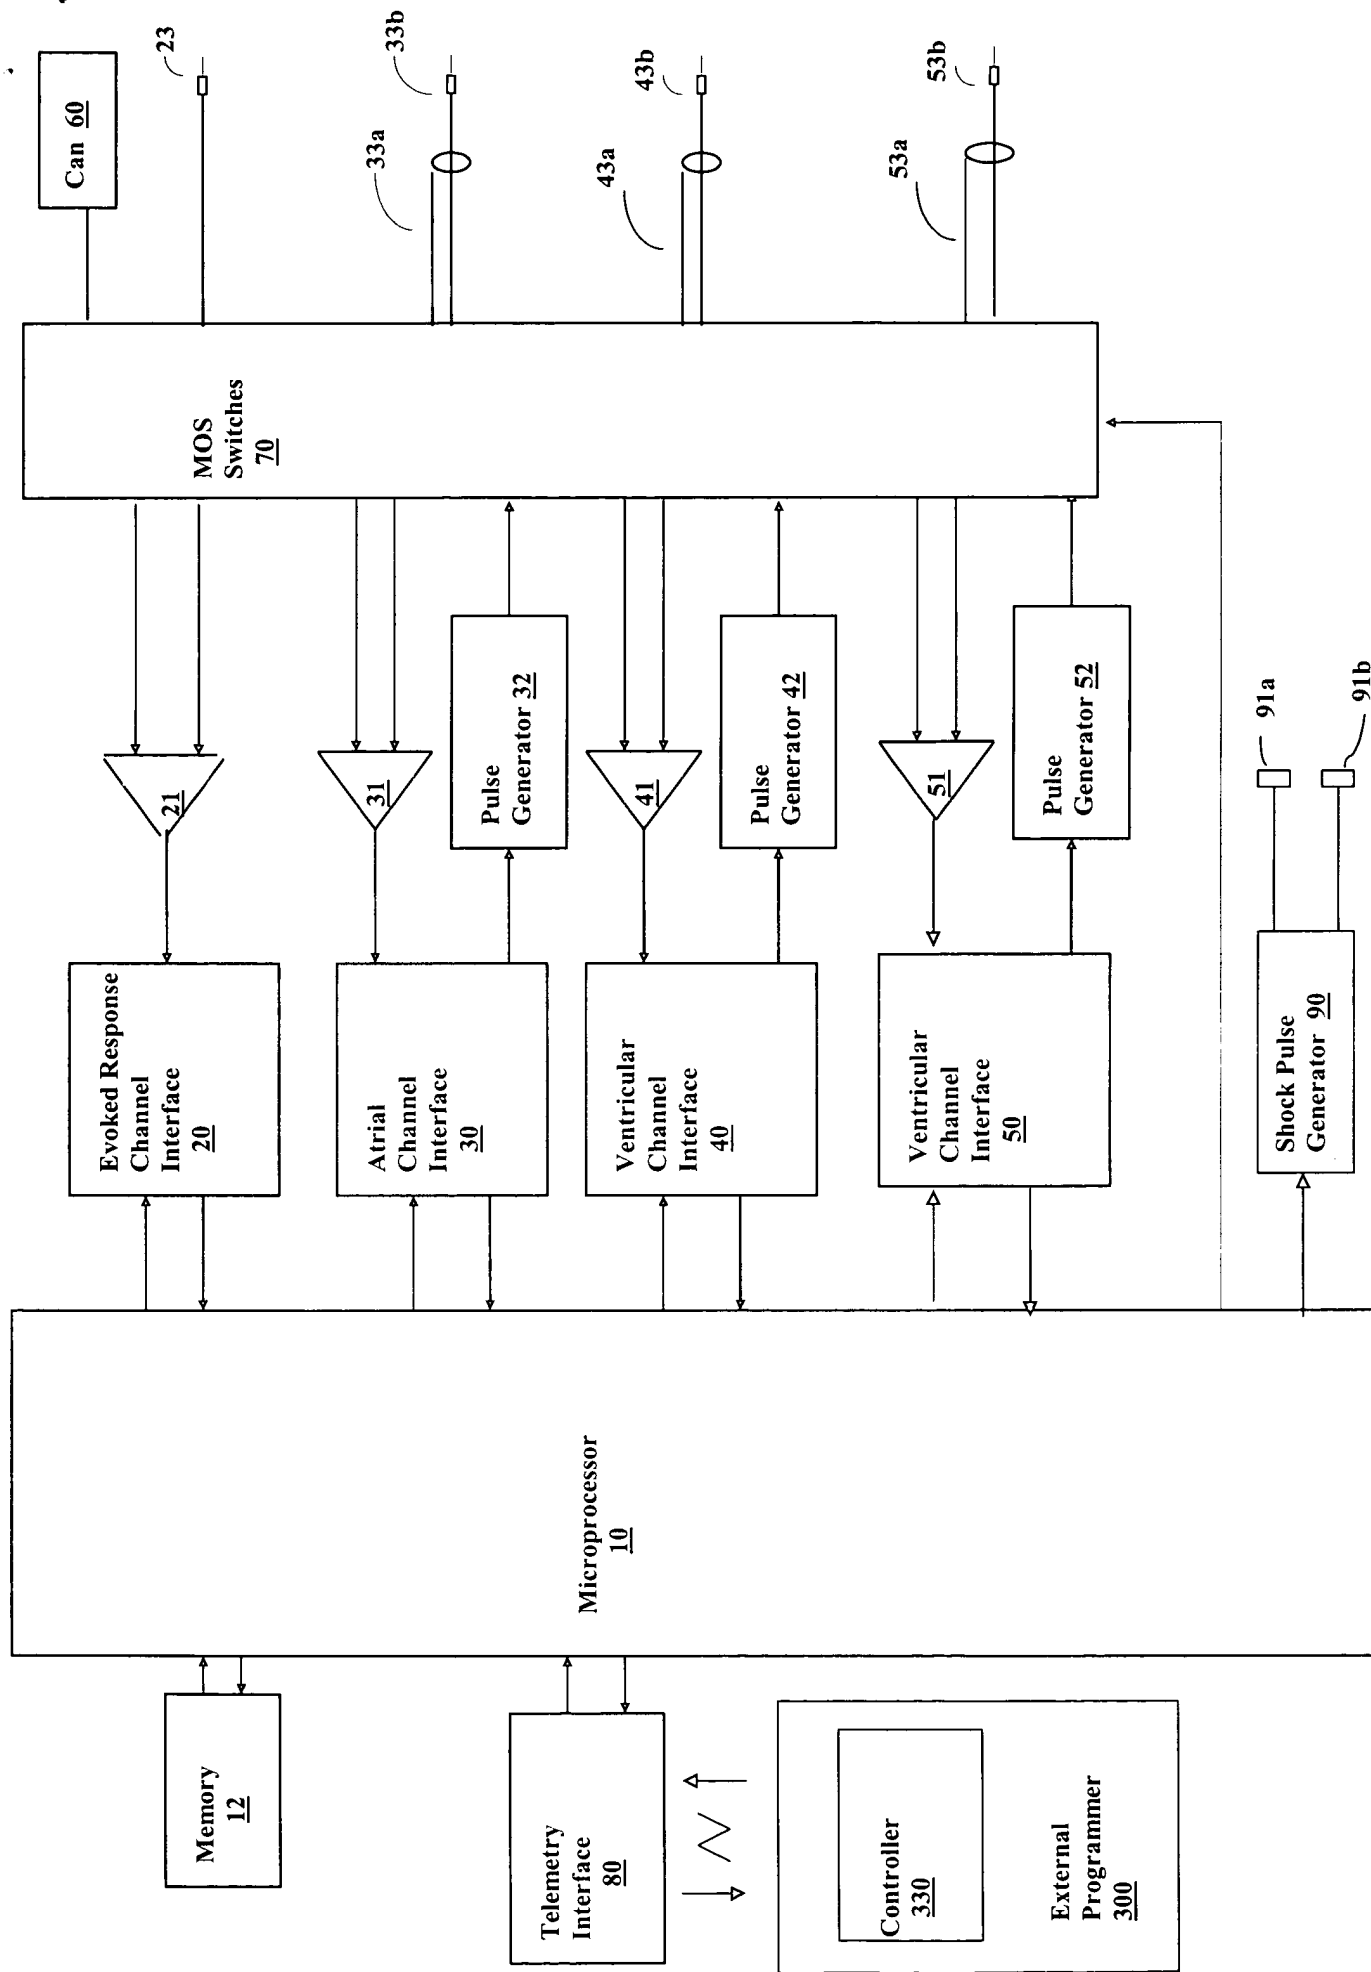 Can 60
23
33a
33b
43a
43b
53a
53b
MOS
Switches
70
21
31
Pulse
Generator 32
41
Pulse
Generator 42
51
Pulse
Generator 52
91a
91b
Evoked Response
Channel
Interface
20
Atrial
Channel
Interface
30
Ventricular
Channel
Interface
40
Ventricular
Channel
Interface
50
Shock Pulse
Generator 90
Microprocessor
10
Memory
12
Telemetry
Interface
80
Controller
330
External
Programmer
300